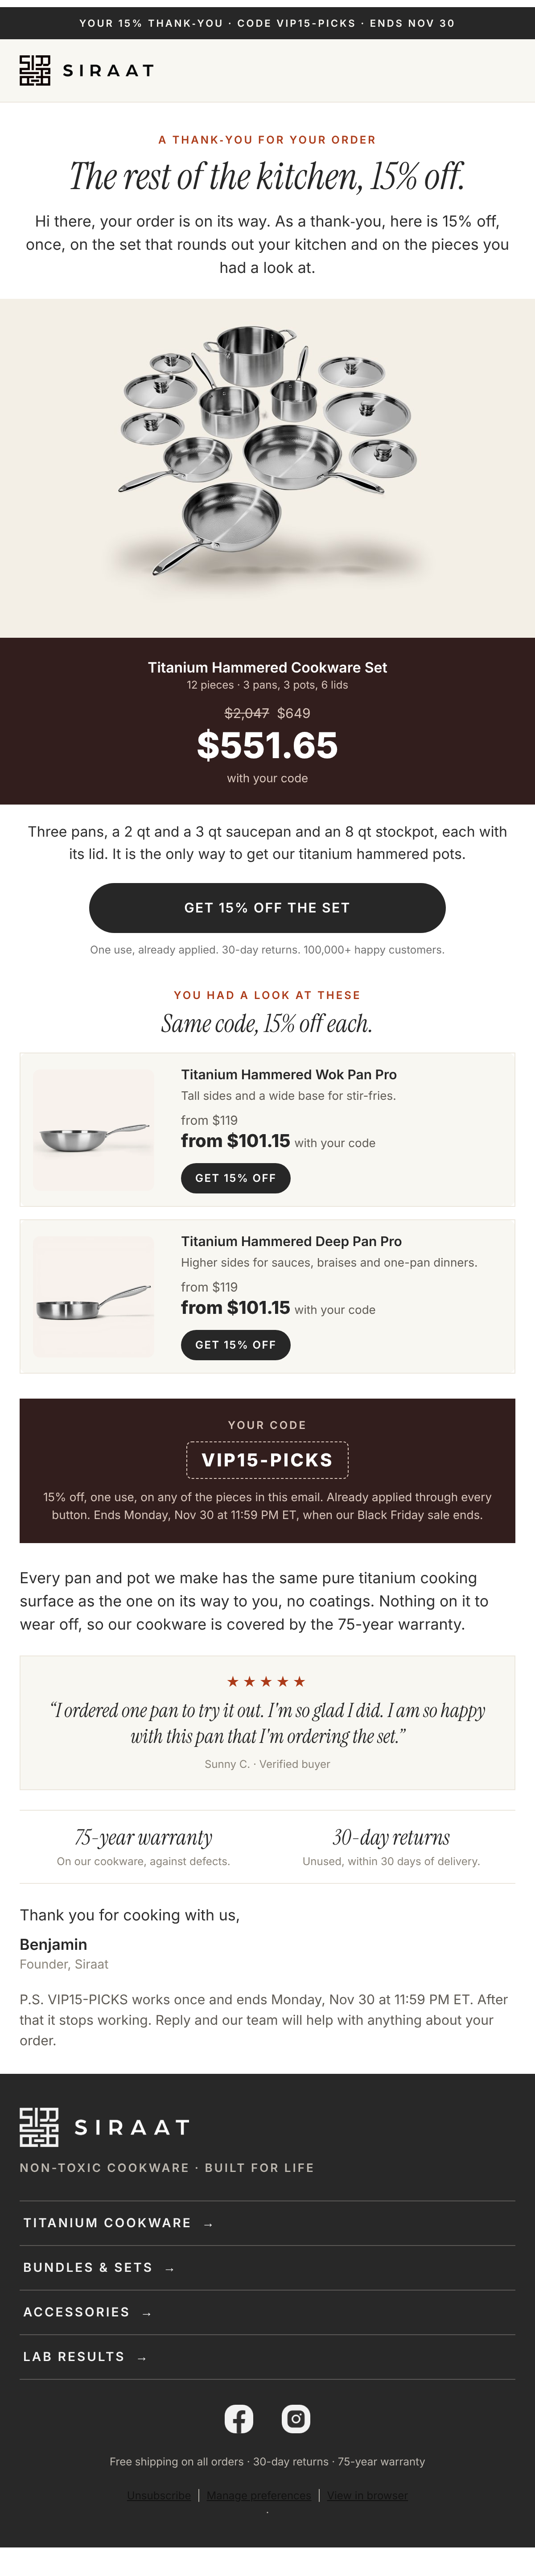 YOUR 15% THANK-YOU · CODE VIP15-PICKS · ENDS NOV 30
SIRAAT
A THANK-YOU FOR YOUR ORDER
The rest of the kitchen, 15% off.
Hi there, your order is on its way. As a thank-you, here is 15% off,
once, on the set that rounds out your kitchen and on the pieces you
had a look at.
Titanium Hammered Cookware Set
12 pieces · 3 pans, 3 pots, 6 lids
$2,047 $649
$551.65
with your code
Three pans, a 2 qt and a 3 qt saucepan and an 8 qt stockpot, each with
its lid. It is the only way to get our titanium hammered pots.
GET 15% OFF THE SET
One use, already applied. 30-day returns. 100,000+ happy customers.
YOU HAD A LOOK AT THESE
Same code, 15% off each.
Titanium Hammered Wok Pan Pro
Tall sides and a wide base for stir-fries.
from $119
from $101.15 with your code
GET 15% OFF
Titanium Hammered Deep Pan Pro
Higher sides for sauces, braises and one-pan dinners.
from $119
from $101.15 with your code
GET 15% OFF
YOUR CODE
VIP15-PICKS
15% off, one use, on any of the pieces in this email. Already applied through every
button. Ends Monday, Nov 30 at 11:59 PM ET, when our Black Friday sale ends.
Every pan and pot we make has the same pure titanium cooking
surface as the one on its way to you, no coatings. Nothing on it to
wear off, so our cookware is covered by the 75-year warranty.
★★★★★
“I ordered one pan to try it out. I'm so glad I did. I am so happy
with this pan that I'm ordering the set.”
Sunny C. · Verified buyer
75-year warranty
On our cookware, against defects.
30-day returns
Unused, within 30 days of delivery.
Thank you for cooking with us,
Benjamin
Founder, Siraat
P.S. VIP15-PICKS works once and ends Monday, Nov 30 at 11:59 PM ET. After
that it stops working. Reply and our team will help with anything about your
order.
SIRAAT
NON-TOXIC COOKWARE · BUILT FOR LIFE
TITANIUM COOKWARE →
BUNDLES & SETS →
ACCESSORIES →
LAB RESULTS →
Free shipping on all orders · 30-day returns · 75-year warranty
Unsubscribe | Manage preferences | View in browser
.